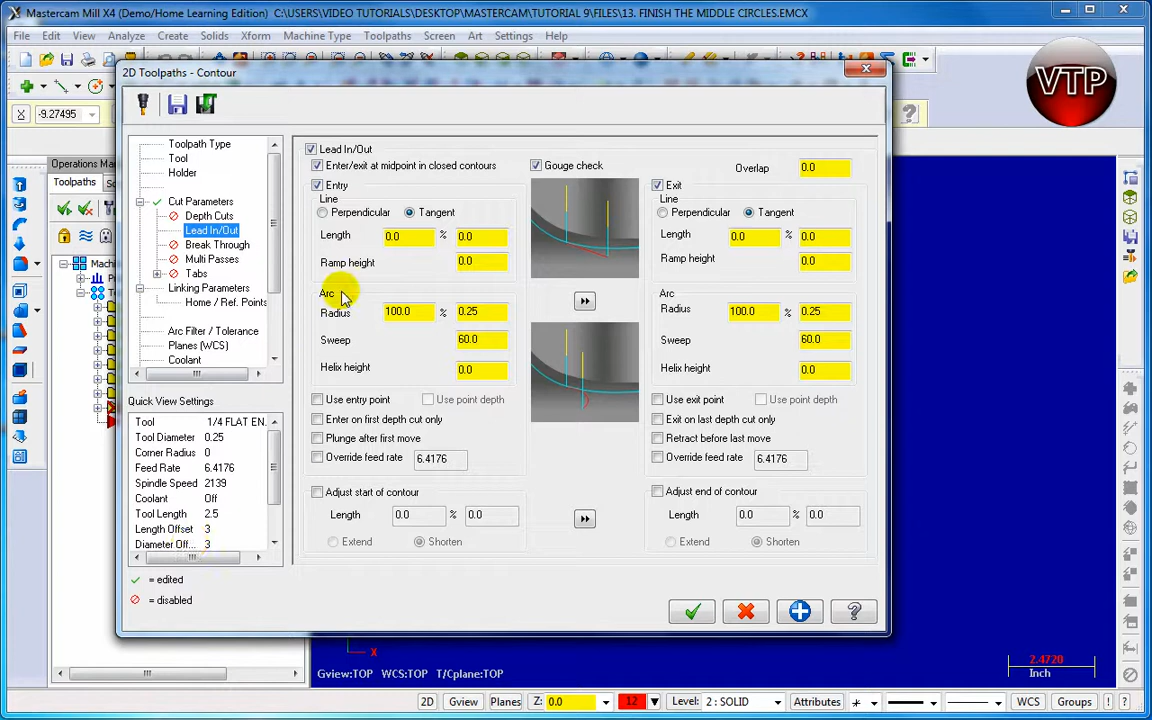 Mastercam Mill X4 (Demo/Home Learning Edition) C:\USERS\VIDEO TUTORIALS\DESKTOP\MASTERCAM\TUTORIAL 9\FILES\13. FINISH THE MIDDLE CIRCLES.EMCX
File Edit View Analyze Create Solids Xform Machine Type Toolpaths Screen Art Settings Help
VTP
2D Toolpaths - Contour
X -9.27495
Operations Ma
Toolpaths
Machi
Toolpath Type
Tool
Holder
Cut Parameters
Depth Cuts
Lead In/Out
Break Through
Multi Passes
Tabs
Linking Parameters
Home / Ref. Points
Arc Filter / Tolerance
Planes (WCS)
Coolant
Quick View Settings
Tool 1/4 FLAT EN.
Tool Diameter 0.25
Corner Radius 0
Feed Rate 6.4176
Spindle Speed 2139
Coolant Off
Tool Length 2.5
Length Offset 3
Diameter Off... 3
= edited
= disabled
Lead In/Out
Enter/exit at midpoint in closed contours
Gouge check
Overlap 0.0
Entry
Line
Perpendicular Tangent
Length 0.0 % 0.0
Ramp height 0.0
Arc
Radius 100.0 % 0.25
Sweep 60.0
Helix height 0.0
Use entry point Use point depth
Enter on first depth cut only
Plunge after first move
Override feed rate 6.4176
Adjust start of contour
Length 0.0 % 0.0
Extend Shorten
Exit
Line
Perpendicular Tangent
Length 0.0 % 0.0
Ramp height 0.0
Arc
Radius 100.0 % 0.25
Sweep 60.0
Helix height 0.0
Use exit point Use point depth
Exit on last depth cut only
Retract before last move
Override feed rate 6.4176
Adjust end of contour
Length 0.0 % 0.0
Extend Shorten
X
Gview:TOP WCS:TOP T/Cplane:TOP
2.4720
Inch
2D Gview Planes Z: 0.0 12 Level: 2 : SOLID Attributes WCS Groups ! ?